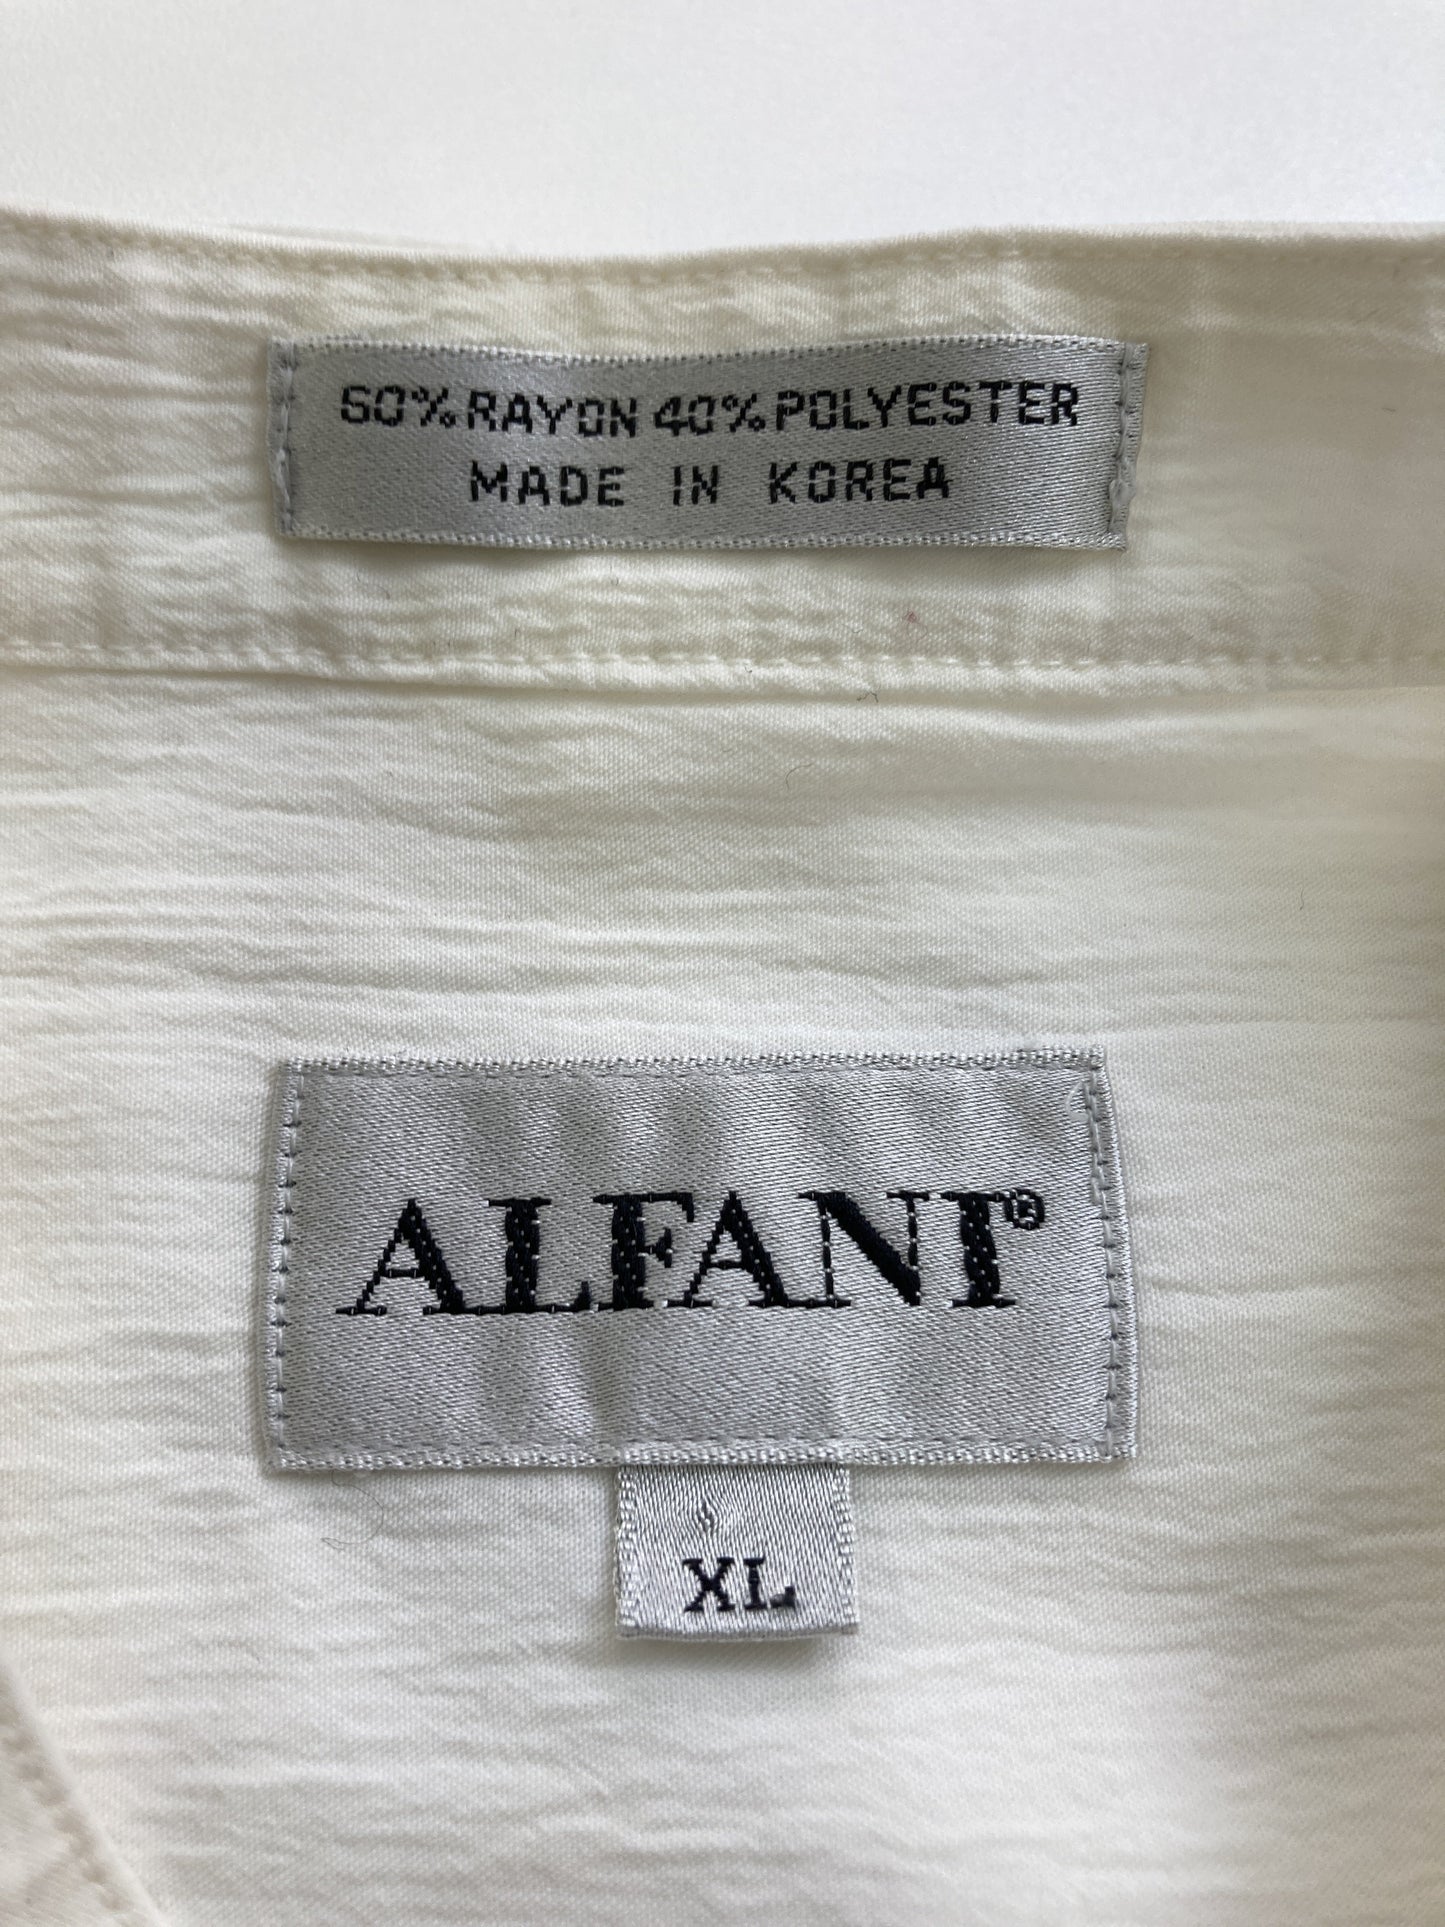 60% RAYON 40% POLYESTER
MADE IN KOREA
ALFANI®
XL